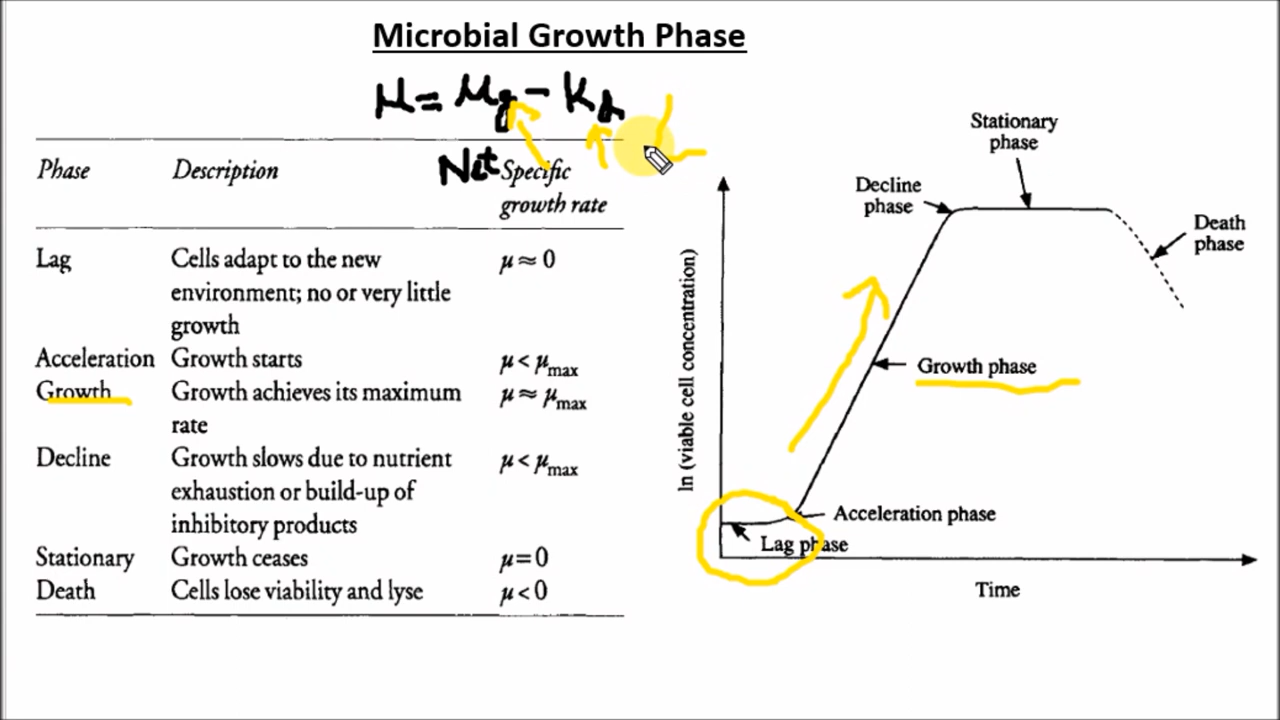 Microbial Growth Phase
μ = μg - Kd
Net
Phase Description Specific
growth rate
Lag Cells adapt to the new μ ≈ 0
environment; no or very little
growth
Acceleration Growth starts μ < μmax
Growth Growth achieves its maximum μ ≈ μmax
rate
Decline Growth slows due to nutrient μ < μmax
exhaustion or build-up of
inhibitory products
Stationary Growth ceases μ = 0
Death Cells lose viability and lyse μ < 0
Stationary
phase
Decline
phase
Death
phase
Growth phase
Acceleration phase
Lag phase
ln (viable cell concentration)
Time